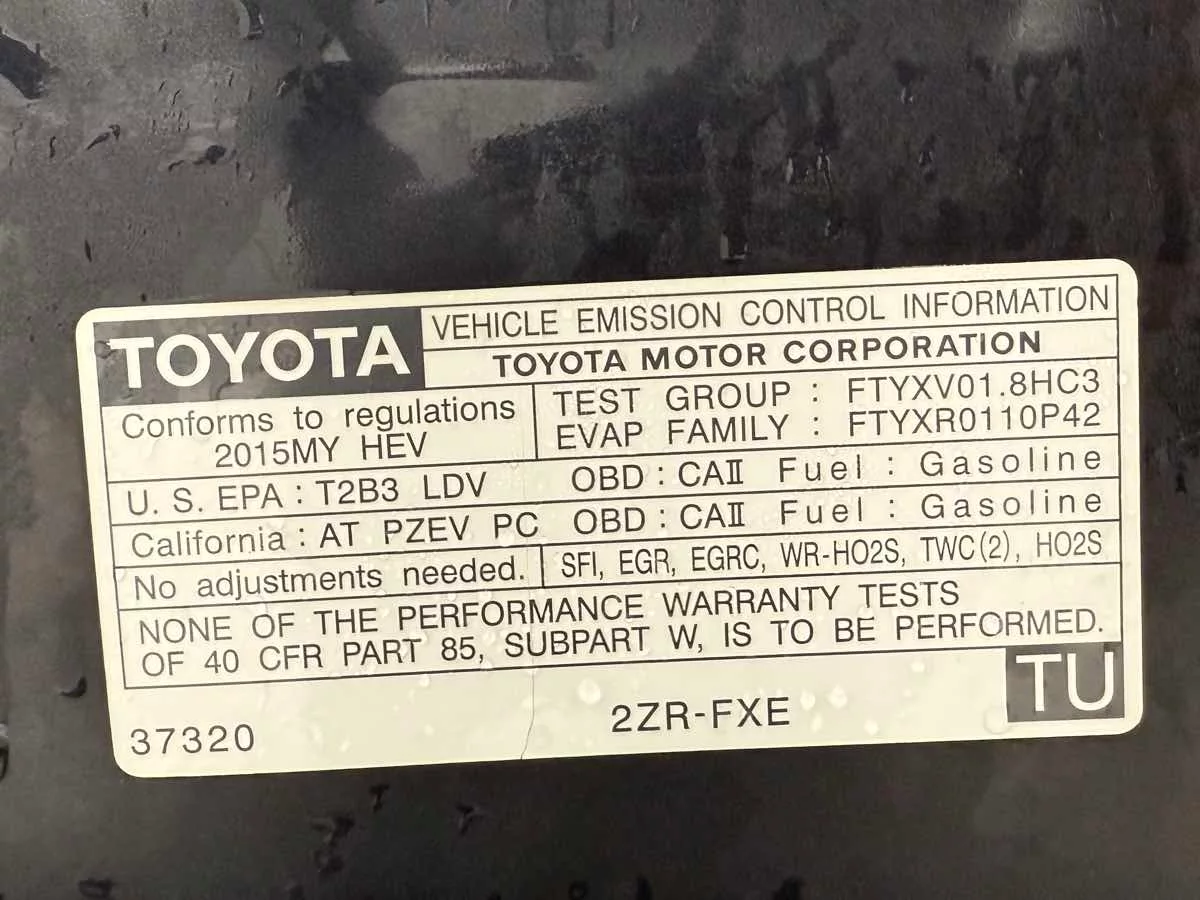 TOYOTA
VEHICLE EMISSION CONTROL INFORMATION
TOYOTA MOTOR CORPORATION
Conforms to regulations
2015MY HEV
TEST GROUP : FTYXV01.8HC3
EVAP FAMILY : FTYXR0110P42
U. S. EPA : T2B3 LDV OBD : CAⅡ Fuel : Gasoline
California : AT PZEV PC OBD : CAⅡ Fuel : Gasoline
No adjustments needed.
SFI, EGR, EGRC, WR-HO2S, TWC(2), HO2S
NONE OF THE PERFORMANCE WARRANTY TESTS
OF 40 CFR PART 85, SUBPART W, IS TO BE PERFORMED.
TU
37320
2ZR-FXE